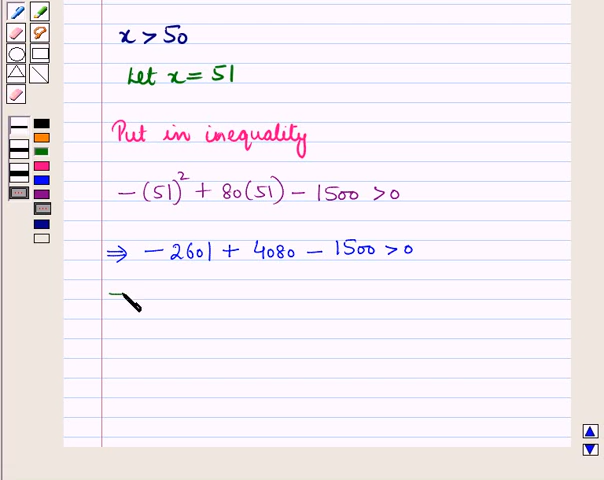 x > 50
Let x = 51
Put in inequality
-(51)² + 80(51) - 1500 > 0
⇒ -2601 + 4080 - 1500 > 0